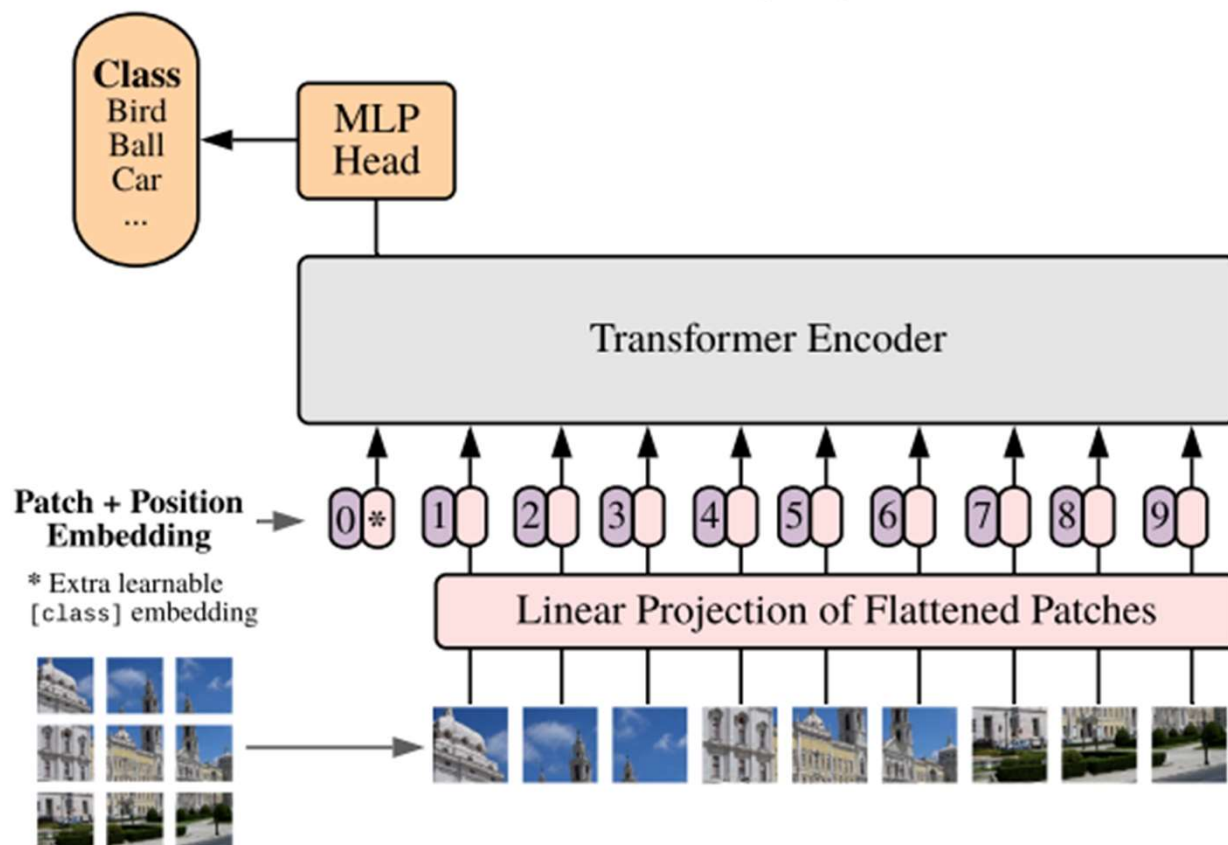 Class
Bird
Ball
Car
...
MLP
Head
Transformer Encoder
Patch + Position
Embedding
0 * 1 2 3 4 5 6 7 8 9
* Extra learnable
[class] embedding
Linear Projection of Flattened Patches